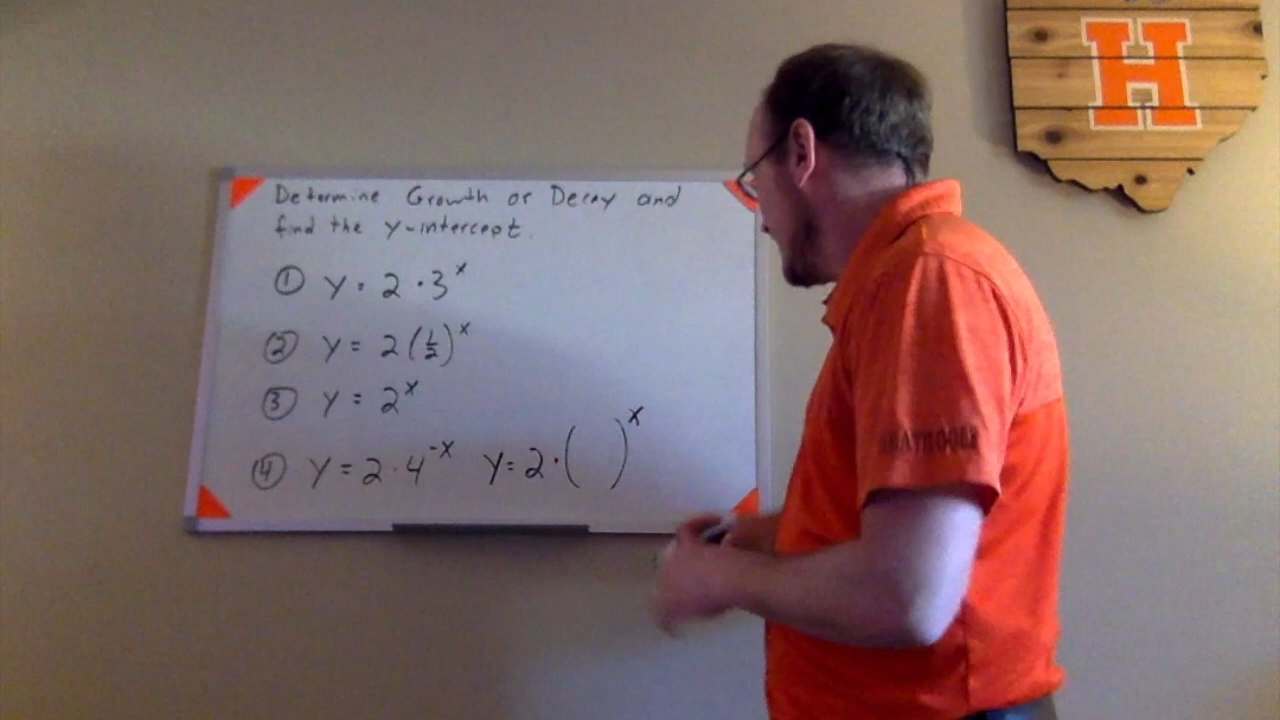 H
Determine Growth or Decay and
find the y-intercept.
① y = 2 · 3^x
② y = 2 (1/2)^x
③ y = 2^x
④ y = 2 · 4^-x y = 2 · ( )^x